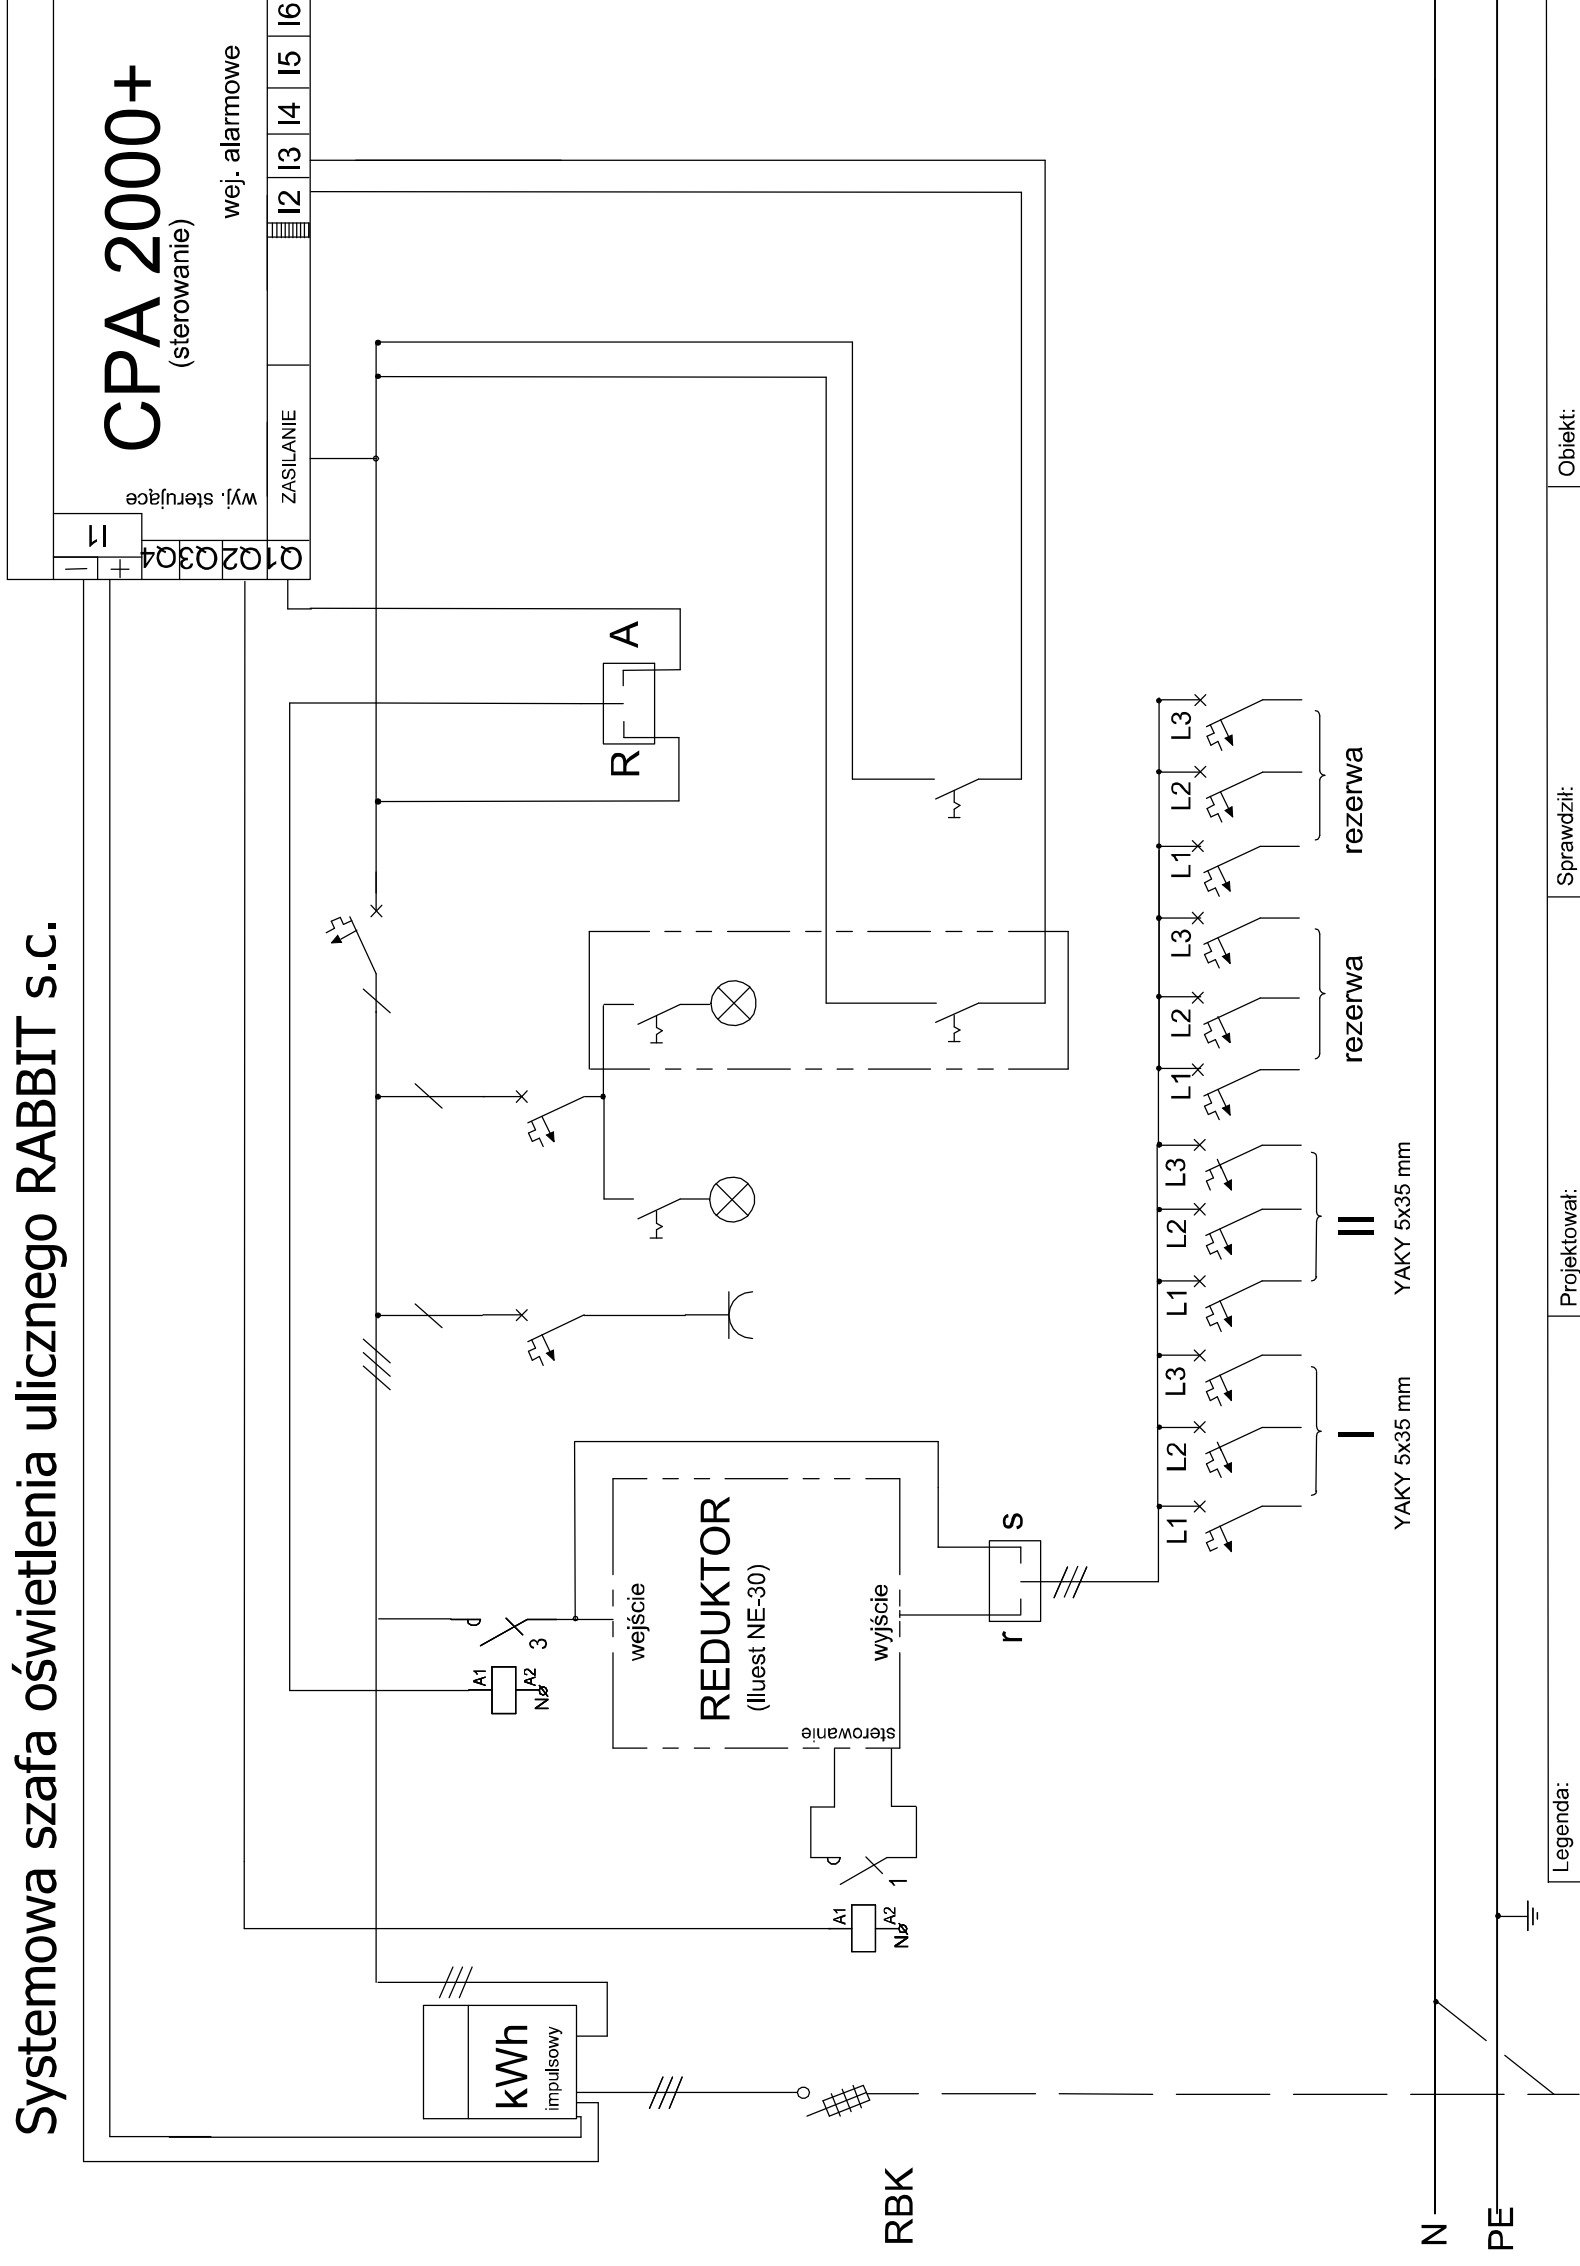 Systemowa szafa oświetlenia ulicznego RABBIT s.c.
CPA 2000+
(sterowanie)
wyj. sterujące
wej. alarmowe
I1
Q4
Q3
Q2
Q1
ZASILANIE
I2
I3
I4
I5
I6
kWh
impulsowy
A1
A2
N
3
wejście
REDUKTOR
(Iluest NE-30)
sterowanie
wyjście
A1
A2
N
1
R
A
r
s
RBK
L1
L2
L3
L1
L2
L3
L1
L2
L3
L1
L2
L3
I
II
rezerwa
rezerwa
YAKY 5x35 mm
YAKY 5x35 mm
N
PE
Legenda:
Projektował:
Sprawdził:
Obiekt: